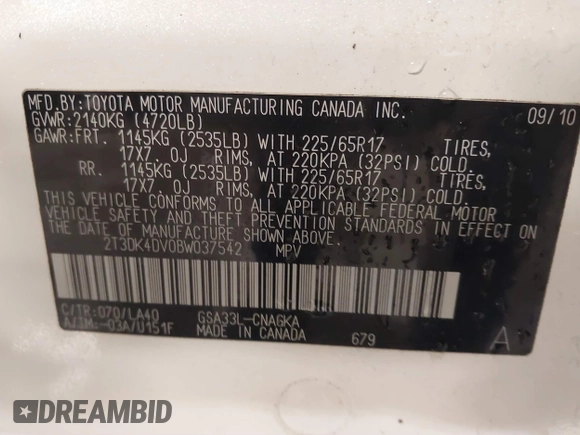 MFD.BY:TOYOTA MOTOR MANUFACTURING CANADA INC. 09/10
GVWR:2140KG (4720LB)
GAWR:FRT. 1145KG (2535LB) WITH 225/65R17 TIRES,
17X7.0J RIMS, AT 220KPA (32PSI) COLD.
RR. 1145KG (2535LB) WITH 225/65R17 TIRES,
17X7.0J RIMS, AT 220KPA (32PSI) COLD.
THIS VEHICLE CONFORMS TO ALL APPLICABLE FEDERAL MOTOR
VEHICLE SAFETY AND THEFT PREVENTION STANDARDS IN EFFECT ON
THE DATE OF MANUFACTURE SHOWN ABOVE.
2T3DK4DV0BW037542 MPV
C/TR:070/LA40 GSA33L-CNAGKA
A/TM:-03A/U151F MADE IN CANADA 679 A
DREAMBID